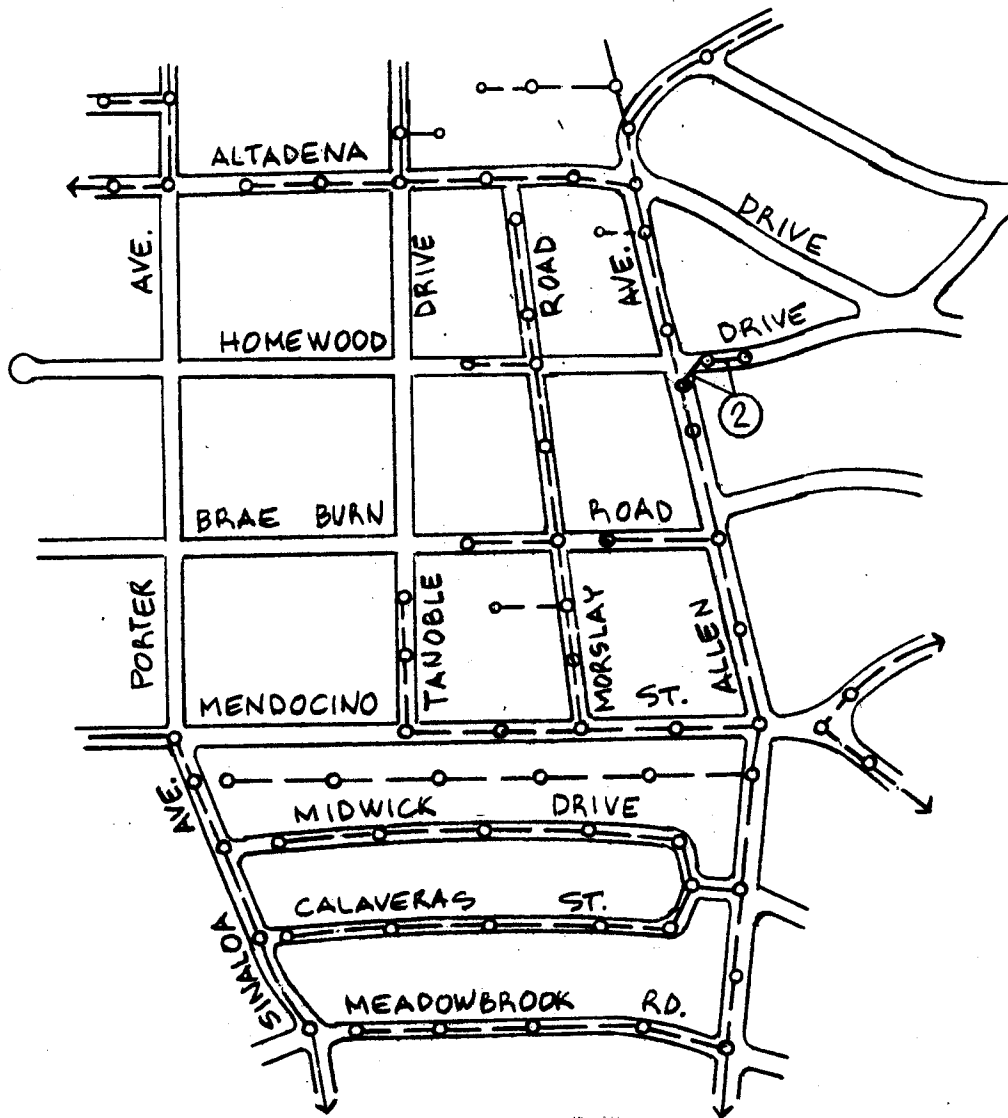 ALTADENA
DRIVE
AVE.
DRIVE
ROAD
AVE.
HOMEWOOD
DRIVE
2
BRAE BURN
ROAD
PORTER
TANOBLE
MORSLAY
ALLEN
MENDOCINO
ST.
AVE.
MIDWICK
DRIVE
CALAVERAS
ST.
SINALOA
MEADOWBROOK
RD.